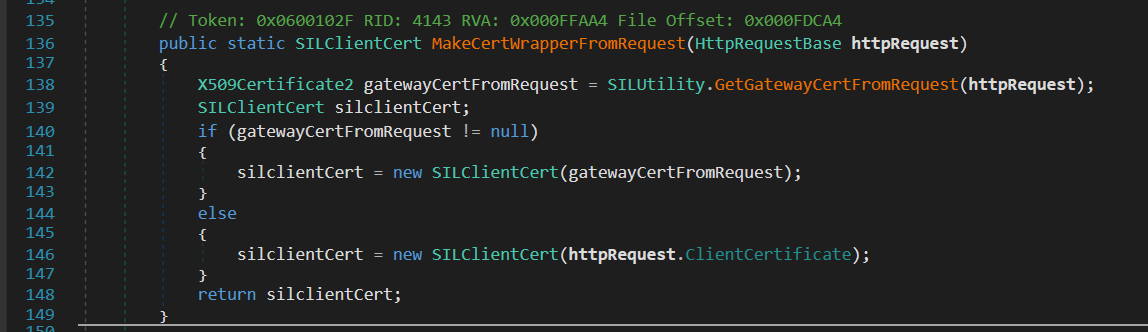 134
135 // Token: 0x0600102F RID: 4143 RVA: 0x000FFAA4 File Offset: 0x000FDCA4
136 public static SILClientCert MakeCertWrapperFromRequest(HttpRequestBase httpRequest)
137 {
138 X509Certificate2 gatewayCertFromRequest = SILUtility.GetGatewayCertFromRequest(httpRequest);
139 SILClientCert silclientCert;
140 if (gatewayCertFromRequest != null)
141 {
142 silclientCert = new SILClientCert(gatewayCertFromRequest);
143 }
144 else
145 {
146 silclientCert = new SILClientCert(httpRequest.ClientCertificate);
147 }
148 return silclientCert;
149 }
150